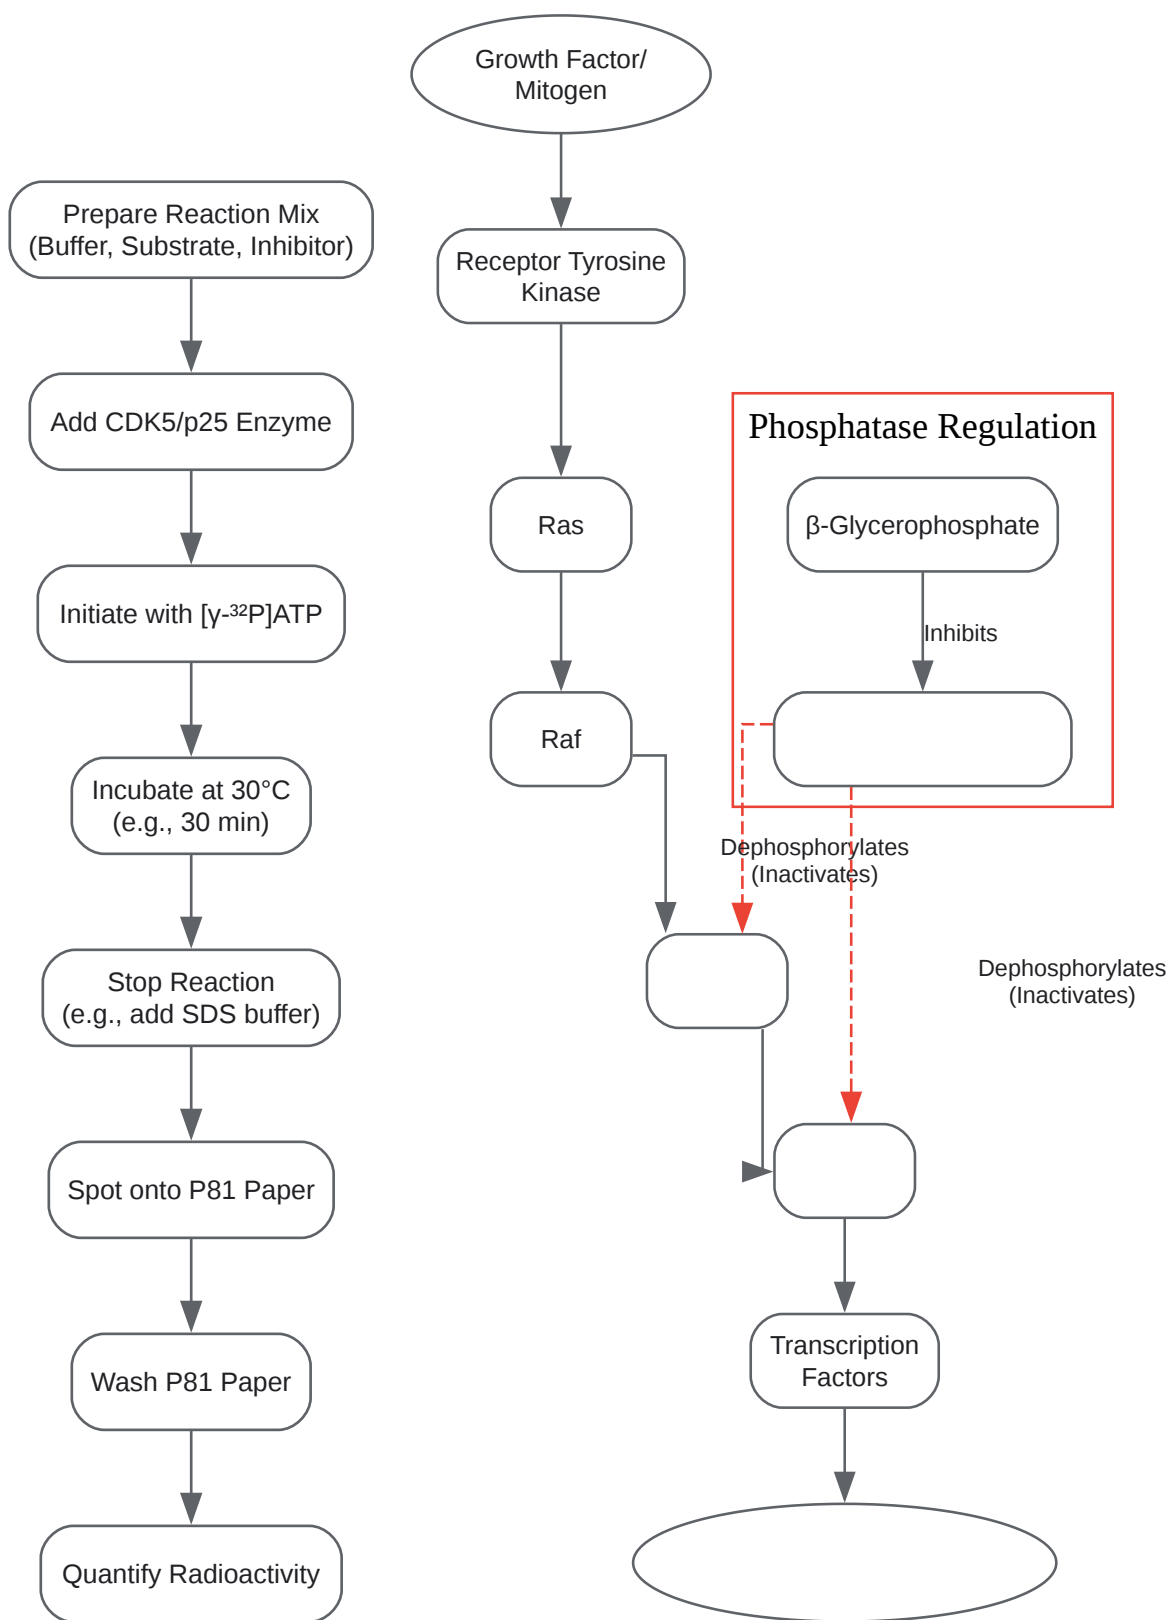 Growth Factor/
Mitogen
Prepare Reaction Mix
(Buffer, Substrate, Inhibitor)
Add CDK5/p25 Enzyme
Initiate with [γ-³²P]ATP
Incubate at 30°C
(e.g., 30 min)
Stop Reaction
(e.g., add SDS buffer)
Spot onto P81 Paper
Wash P81 Paper
Quantify Radioactivity
Receptor Tyrosine
Kinase
Ras
Raf
Phosphatase Regulation
β-Glycerophosphate
Inhibits
Dephosphorylates
(Inactivates)
Dephosphorylates
(Inactivates)
Transcription
Factors